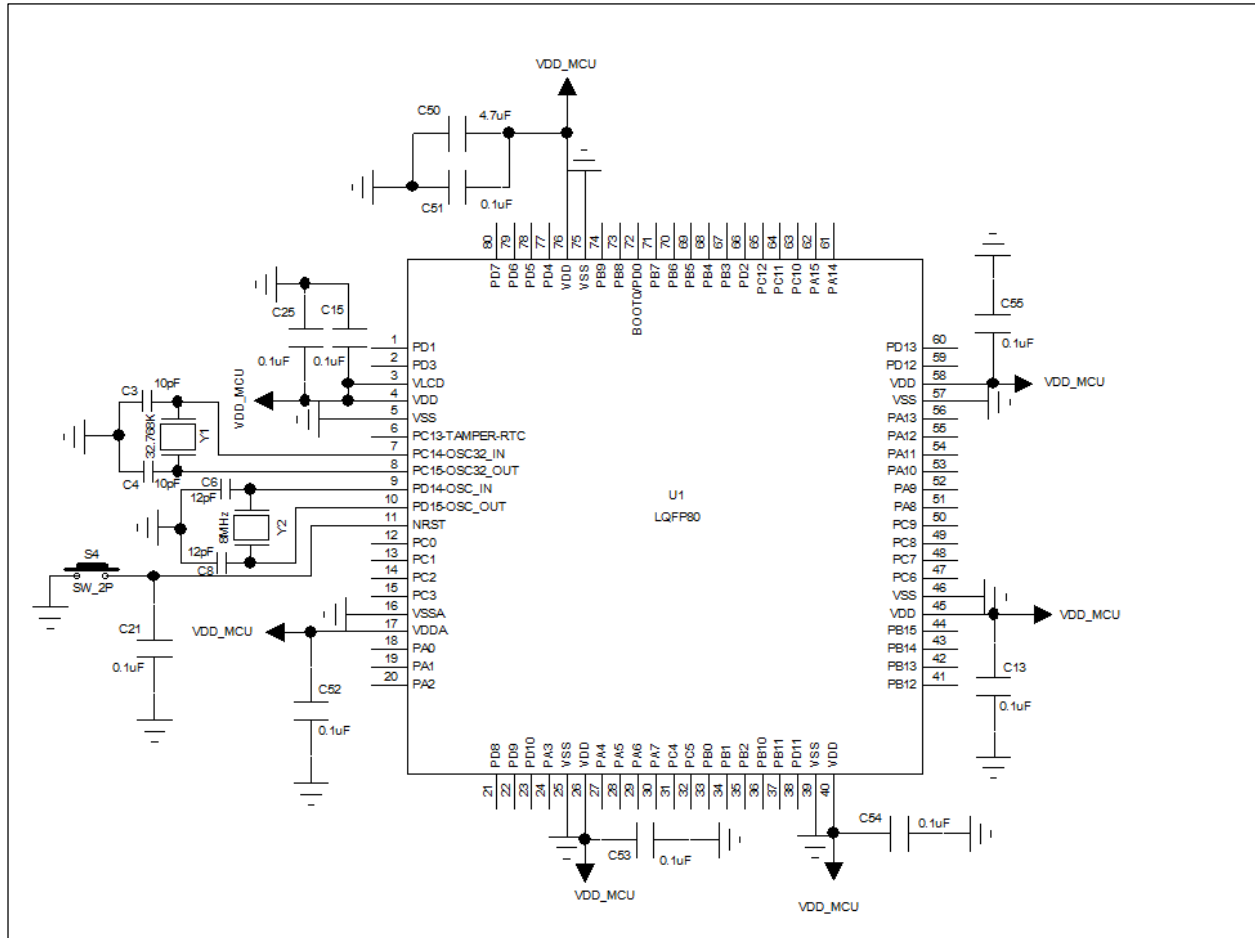 VDD_MCU
C50 4.7uF
C51 0.1uF
80 79 78 77 76 75 74 73 72 71 70 69 68 67 66 65 64 63 62 61
PD7 PD6 PD5 PD4 VDD VSS PB9 PB8 BOOT0/PD0 PB7 PB6 PB5 PB4 PB3 PD2 PC12 PC11 PC10 PA15 PA14
C25 C15
0.1uF 0.1uF
VDD_MCU
C3 10pF
32.768K Y1
C4 10pF
C6
12pF
8MHz Y2
12pF
C8
S4
SW_2P
C21
0.1uF
VDD_MCU
C52
0.1uF
1 PD1
2 PD3
3 VLCD
4 VDD
5 VSS
6 PC13-TAMPER-RTC
7 PC14-OSC32_IN
8 PC15-OSC32_OUT
9 PD14-OSC_IN
10 PD15-OSC_OUT
11 NRST
12 PC0
13 PC1
14 PC2
15 PC3
16 VSSA
17 VDDA
18 PA0
19 PA1
20 PA2
U1
LQFP80
PD13 60
PD12 59
VDD 58
VSS 57
PA13 56
PA12 55
PA11 54
PA10 53
PA9 52
PA8 51
PC9 50
PC8 49
PC7 48
PC6 47
VSS 46
VDD 45
PB15 44
PB14 43
PB13 42
PB12 41
C55
0.1uF
VDD_MCU
VDD_MCU
C13
0.1uF
PD8 PD9 PD10 PA3 VSS VDD PA4 PA5 PA6 PA7 PC4 PC5 PB0 PB1 PB2 PB10 PB11 PD11 VSS VDD
21 22 23 24 25 26 27 28 29 30 31 32 33 34 35 36 37 38 39 40
C53 0.1uF
VDD_MCU
C54 0.1uF
VDD_MCU